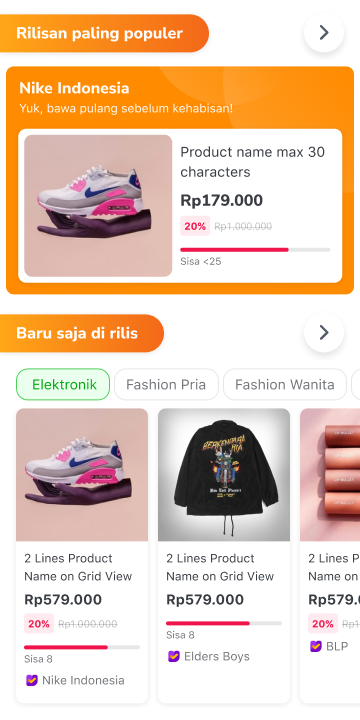 Rilisan paling populer
Nike Indonesia
Yuk, bawa pulang sebelum kehabisan!
Product name max 30
characters
Rp179.000
20% Rp1.000.000
Sisa <25
Baru saja di rilis
Elektronik Fashion Pria Fashion Wanita
2 Lines Product
Name on Grid View
Rp579.000
20% Rp1.000.000
Sisa 8
Nike Indonesia
2 Lines Product
Name on Grid View
Rp579.000
Sisa 8
Elders Boys
2 Lines P
Name on
Rp579.
20% Rp1
Sisa 8
BLP